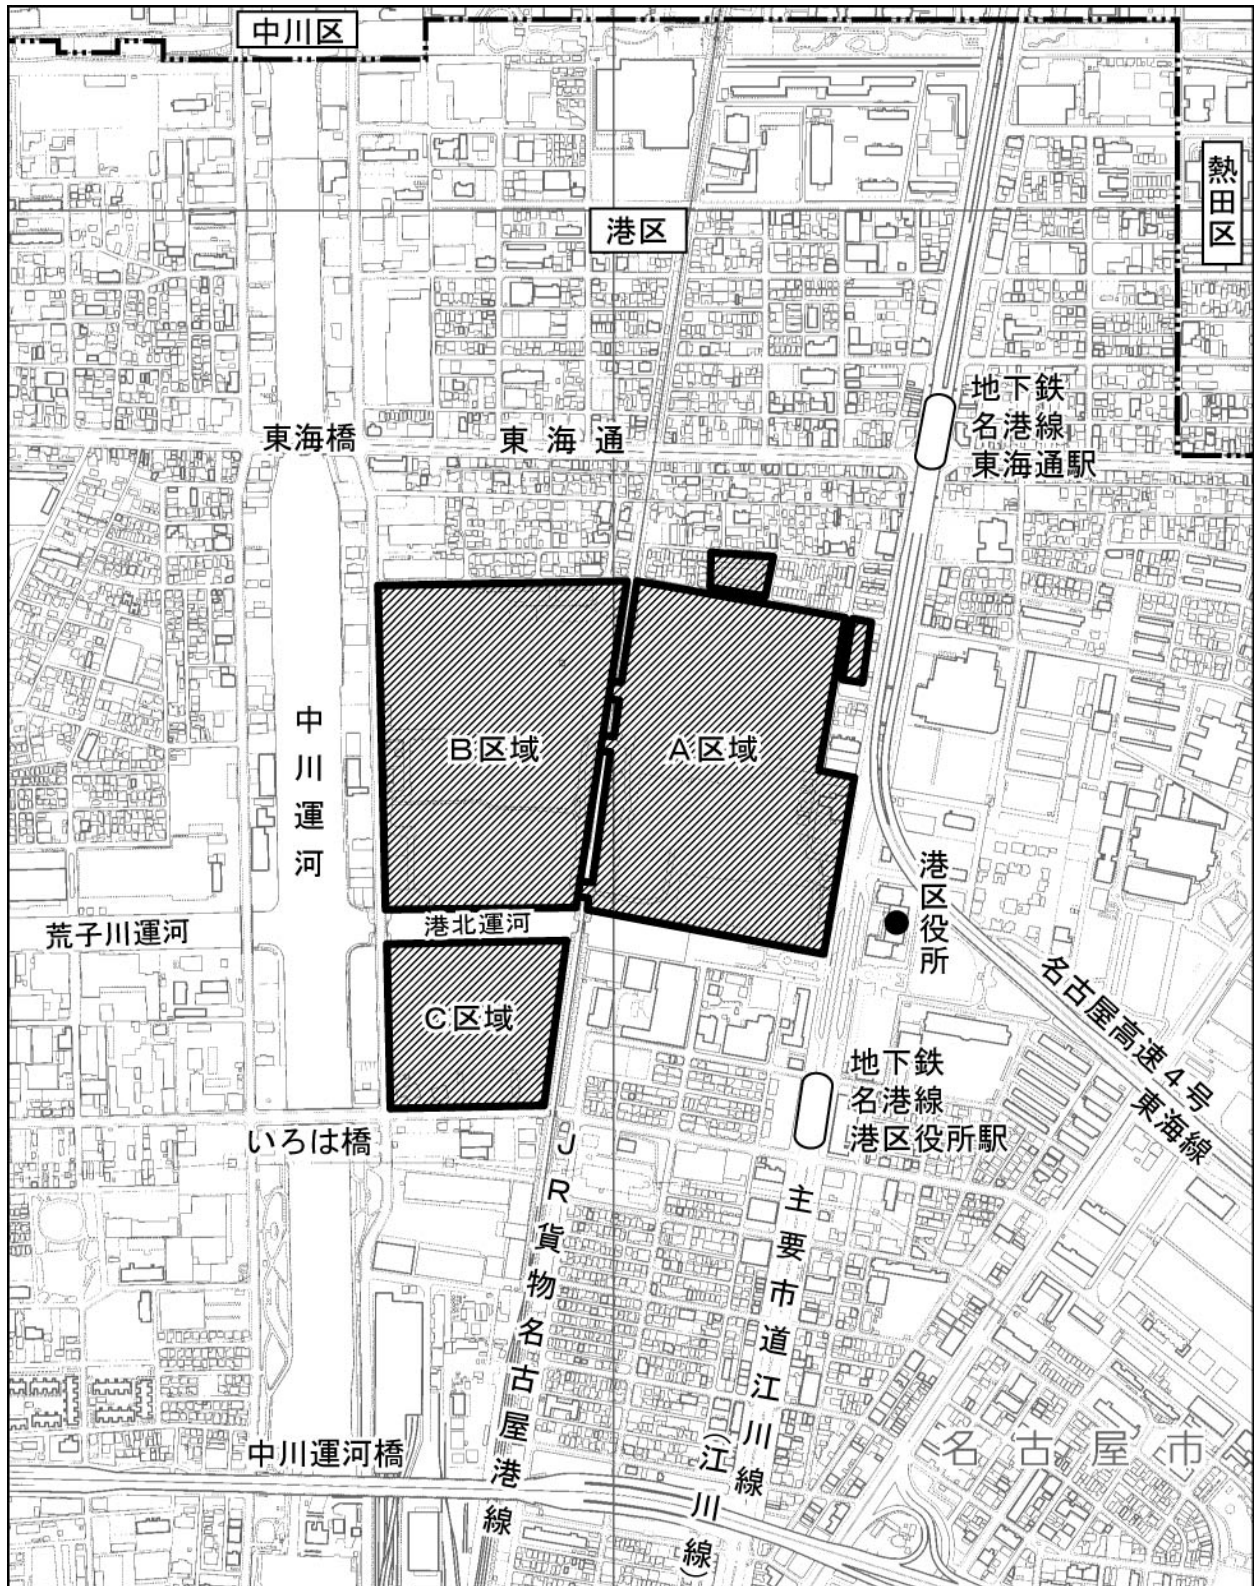 中川区
熱田区
港区
地下鉄
名港線
東海通駅
東海橋
東海通
中川運河
B区域
A区域
港区役所
荒子川運河
港北運河
C区域
名古屋高速4号
東海線
地下鉄
名港線
港区役所駅
いろは橋
JR貨物名古屋港線
主要市道江川線
(江川線)
中川運河橋
名古屋市